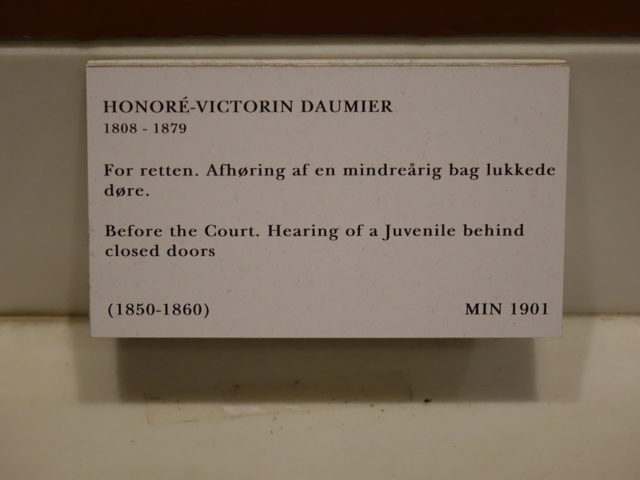 HONORÉ-VICTORIN DAUMIER
1808 - 1879
For retten. Afhøring af en mindreårig bag lukkede
døre.
Before the Court. Hearing of a Juvenile behind
closed doors
(1850-1860) MIN 1901